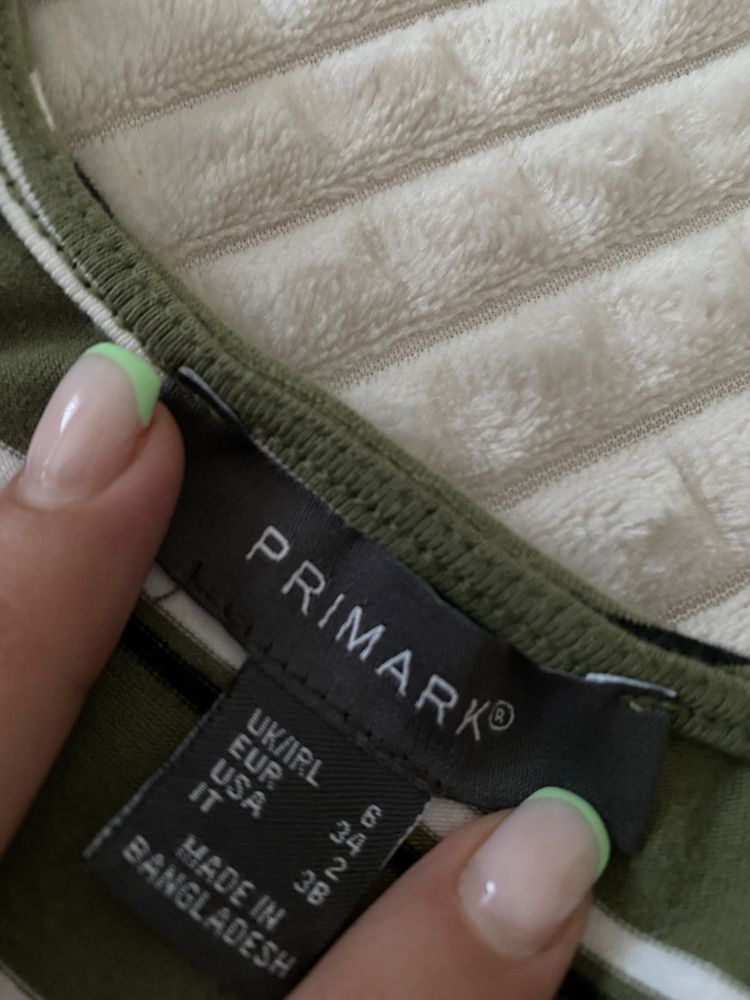 PRIMARK®
UK/IRL 6
EUR 34
USA 2
IT 38
MADE IN
BANGLADESH